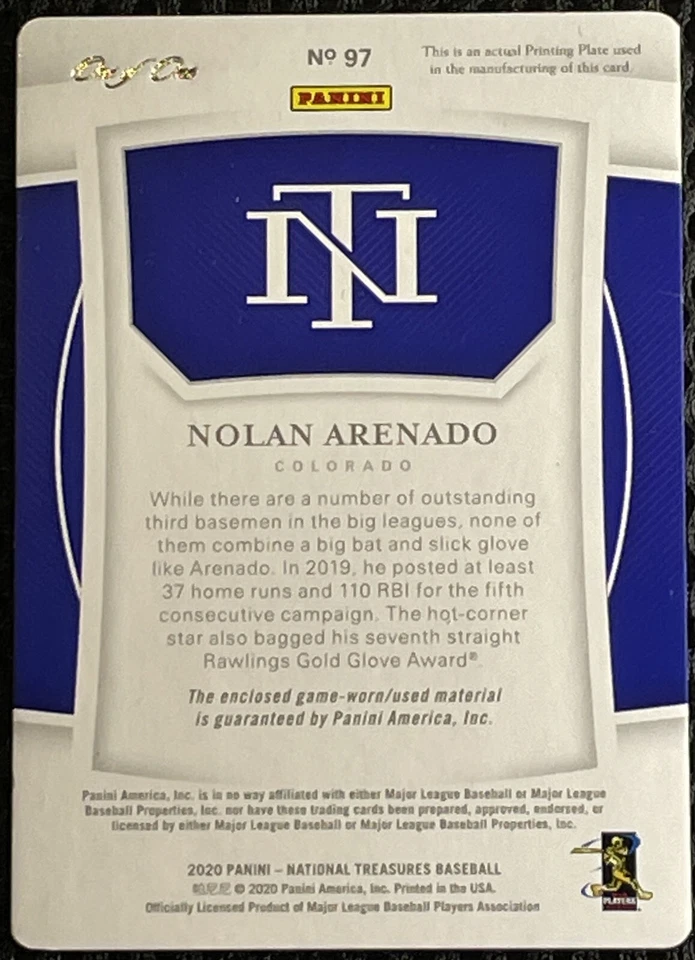 One of One
Nº 97
This is an actual Printing Plate used
in the manufacturing of this card.
PANINI
NT
NOLAN ARENADO
COLORADO
While there are a number of outstanding
third basemen in the big leagues, none of
them combine a big bat and slick glove
like Arenado. In 2019, he posted at least
37 home runs and 110 RBI for the fifth
consecutive campaign. The hot-corner
star also bagged his seventh straight
Rawlings Gold Glove Award®.
The enclosed game-worn/used material
is guaranteed by Panini America, Inc.
Panini America, Inc. is in no way affiliated with either Major League Baseball or Major League
Baseball Properties, Inc. nor have these trading cards been prepared, approved, endorsed, or
licensed by either Major League Baseball or Major League Baseball Properties, Inc.
2020 PANINI – NATIONAL TREASURES BASEBALL
帕尼尼 © 2020 Panini America, Inc. Printed in the USA.
Officially Licensed Product of Major League Baseball Players Association
PLAYERS